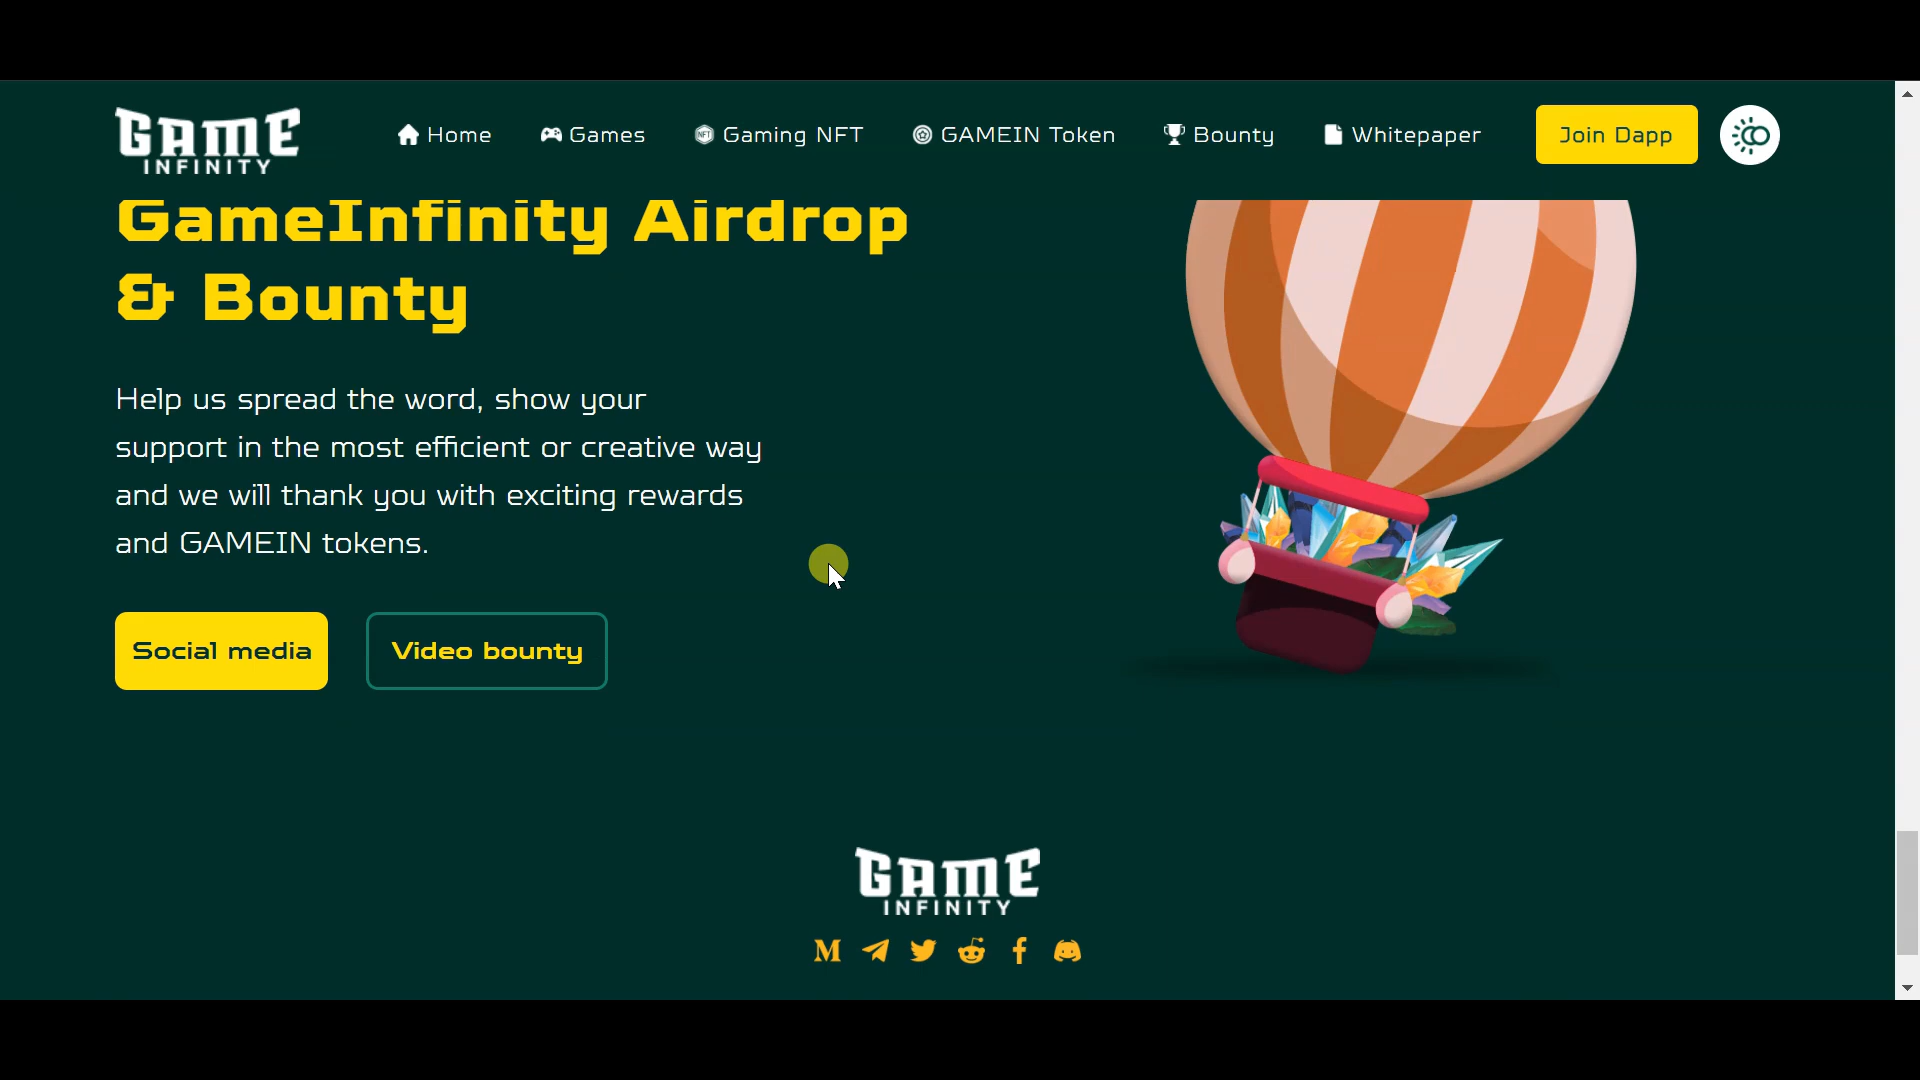 GAME
INFINITY
Home
Games
NFT
Gaming NFT
GAMEIN Token
Bounty
Whitepaper
Join Dapp
GameInfinity Airdrop
& Bounty
Help us spread the word, show your
support in the most efficient or creative way
and we will thank you with exciting rewards
and GAMEIN tokens.
Social media
Video bounty
GAME
INFINITY